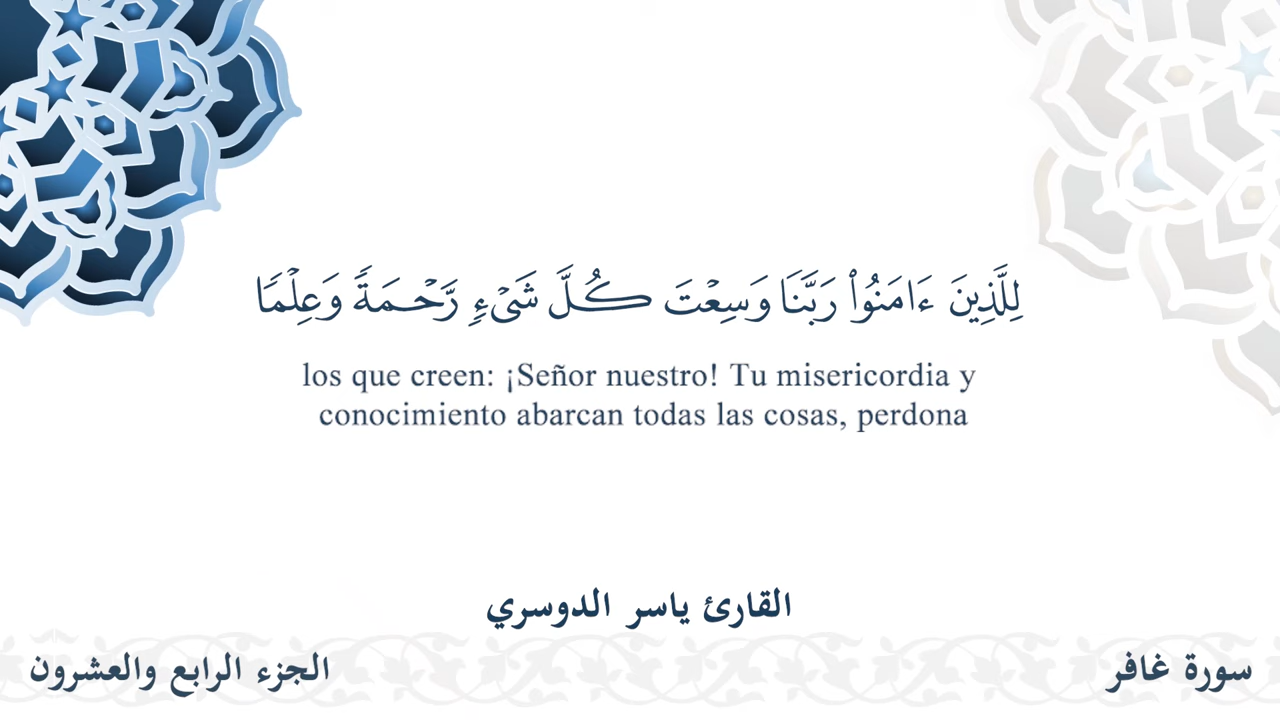 لِلَّذِينَ ءَامَنُواْ رَبَّنَا وَسِعۡتَ كُلَّ شَيۡءٖ رَّحۡمَةٗ وَعِلۡمٗا
los que creen: ¡Señor nuestro! Tu misericordia y
conocimiento abarcan todas las cosas, perdona
القارئ ياسر الدوسري
سورة غافر
الجزء الرابع والعشرون